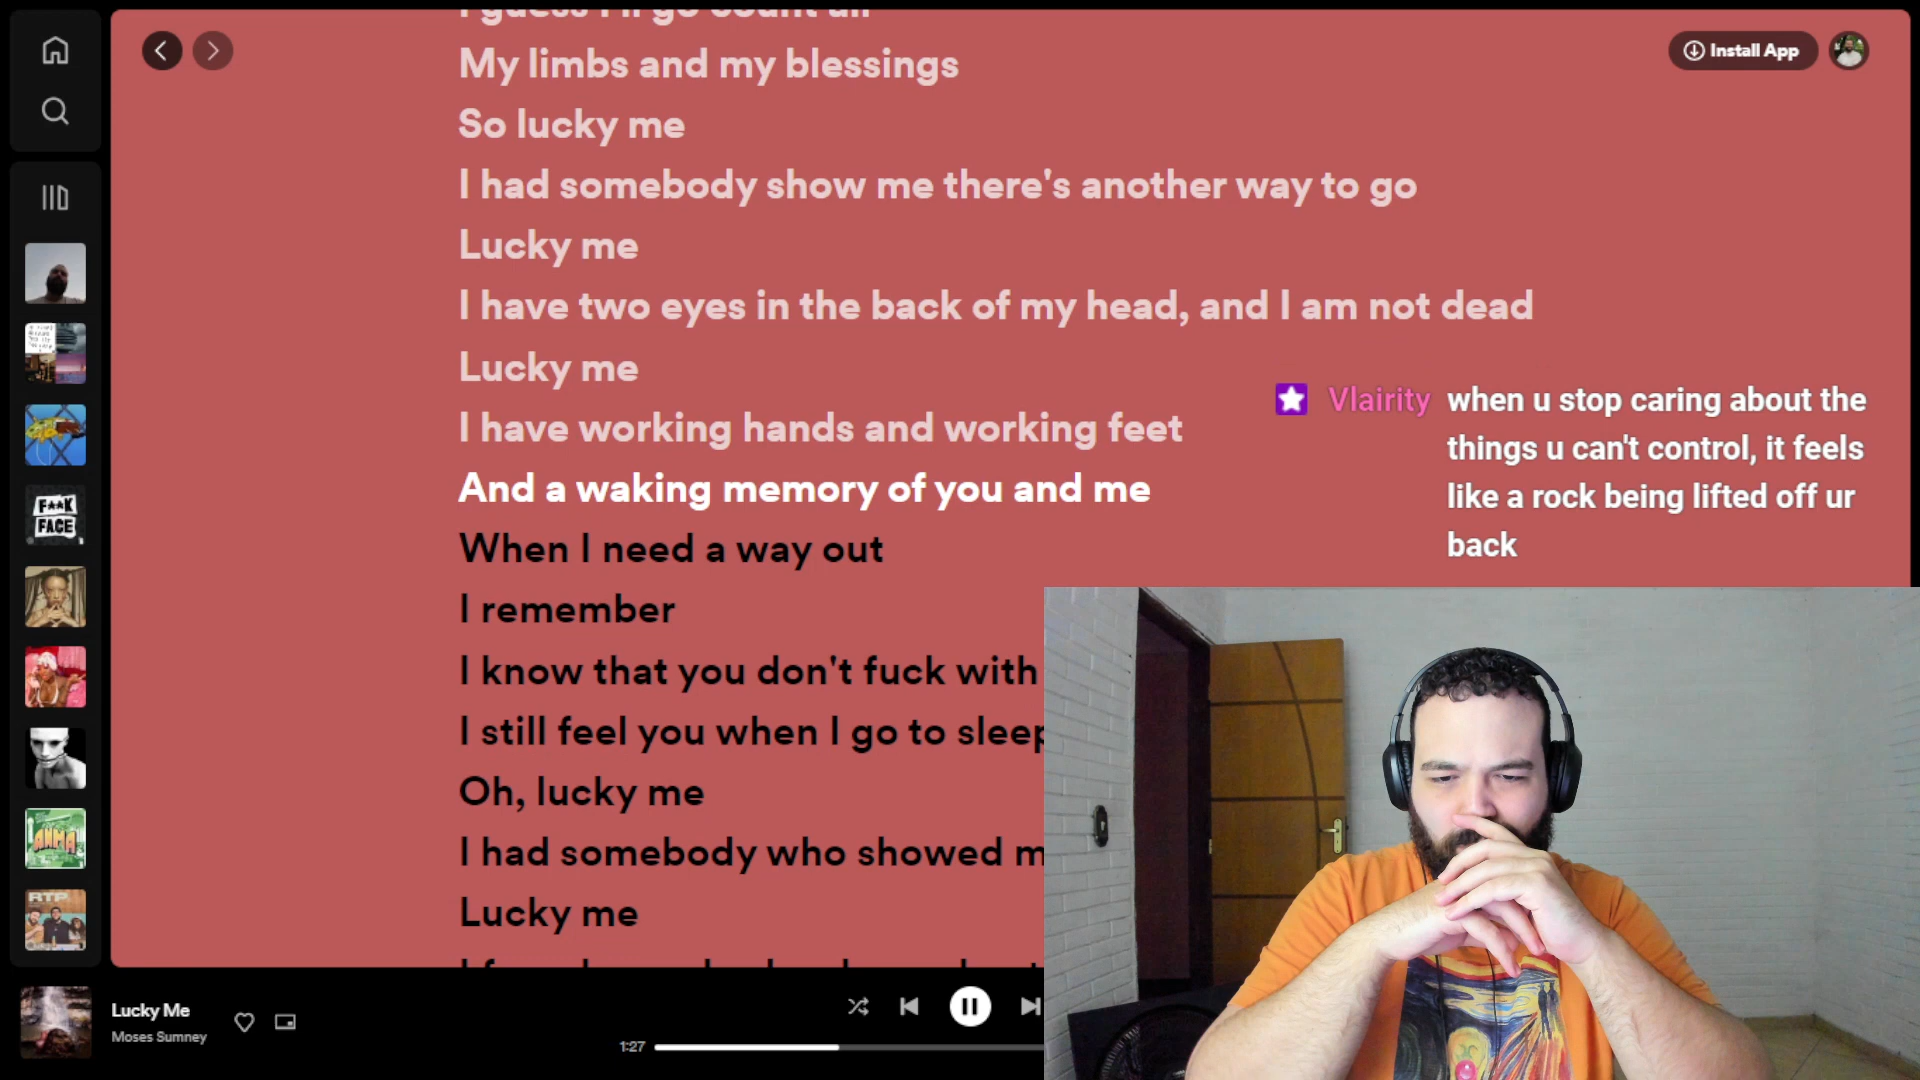 My limbs and my blessings
Install App
So lucky me
I had somebody show me there's another way to go
Lucky me
I have two eyes in the back of my head, and I am not dead
Lucky me
Vlairity when u stop caring about the
things u can't control, it feels
like a rock being lifted off ur
back
I have working hands and working feet
And a waking memory of you and me
When I need a way out
I remember
I know that you don't fuck with
I still feel you when I go to sleep
Oh, lucky me
I had somebody who showed m
Lucky me
F**K
FACE
ANMA
RTP
Lucky Me
Moses Sumney
1:27